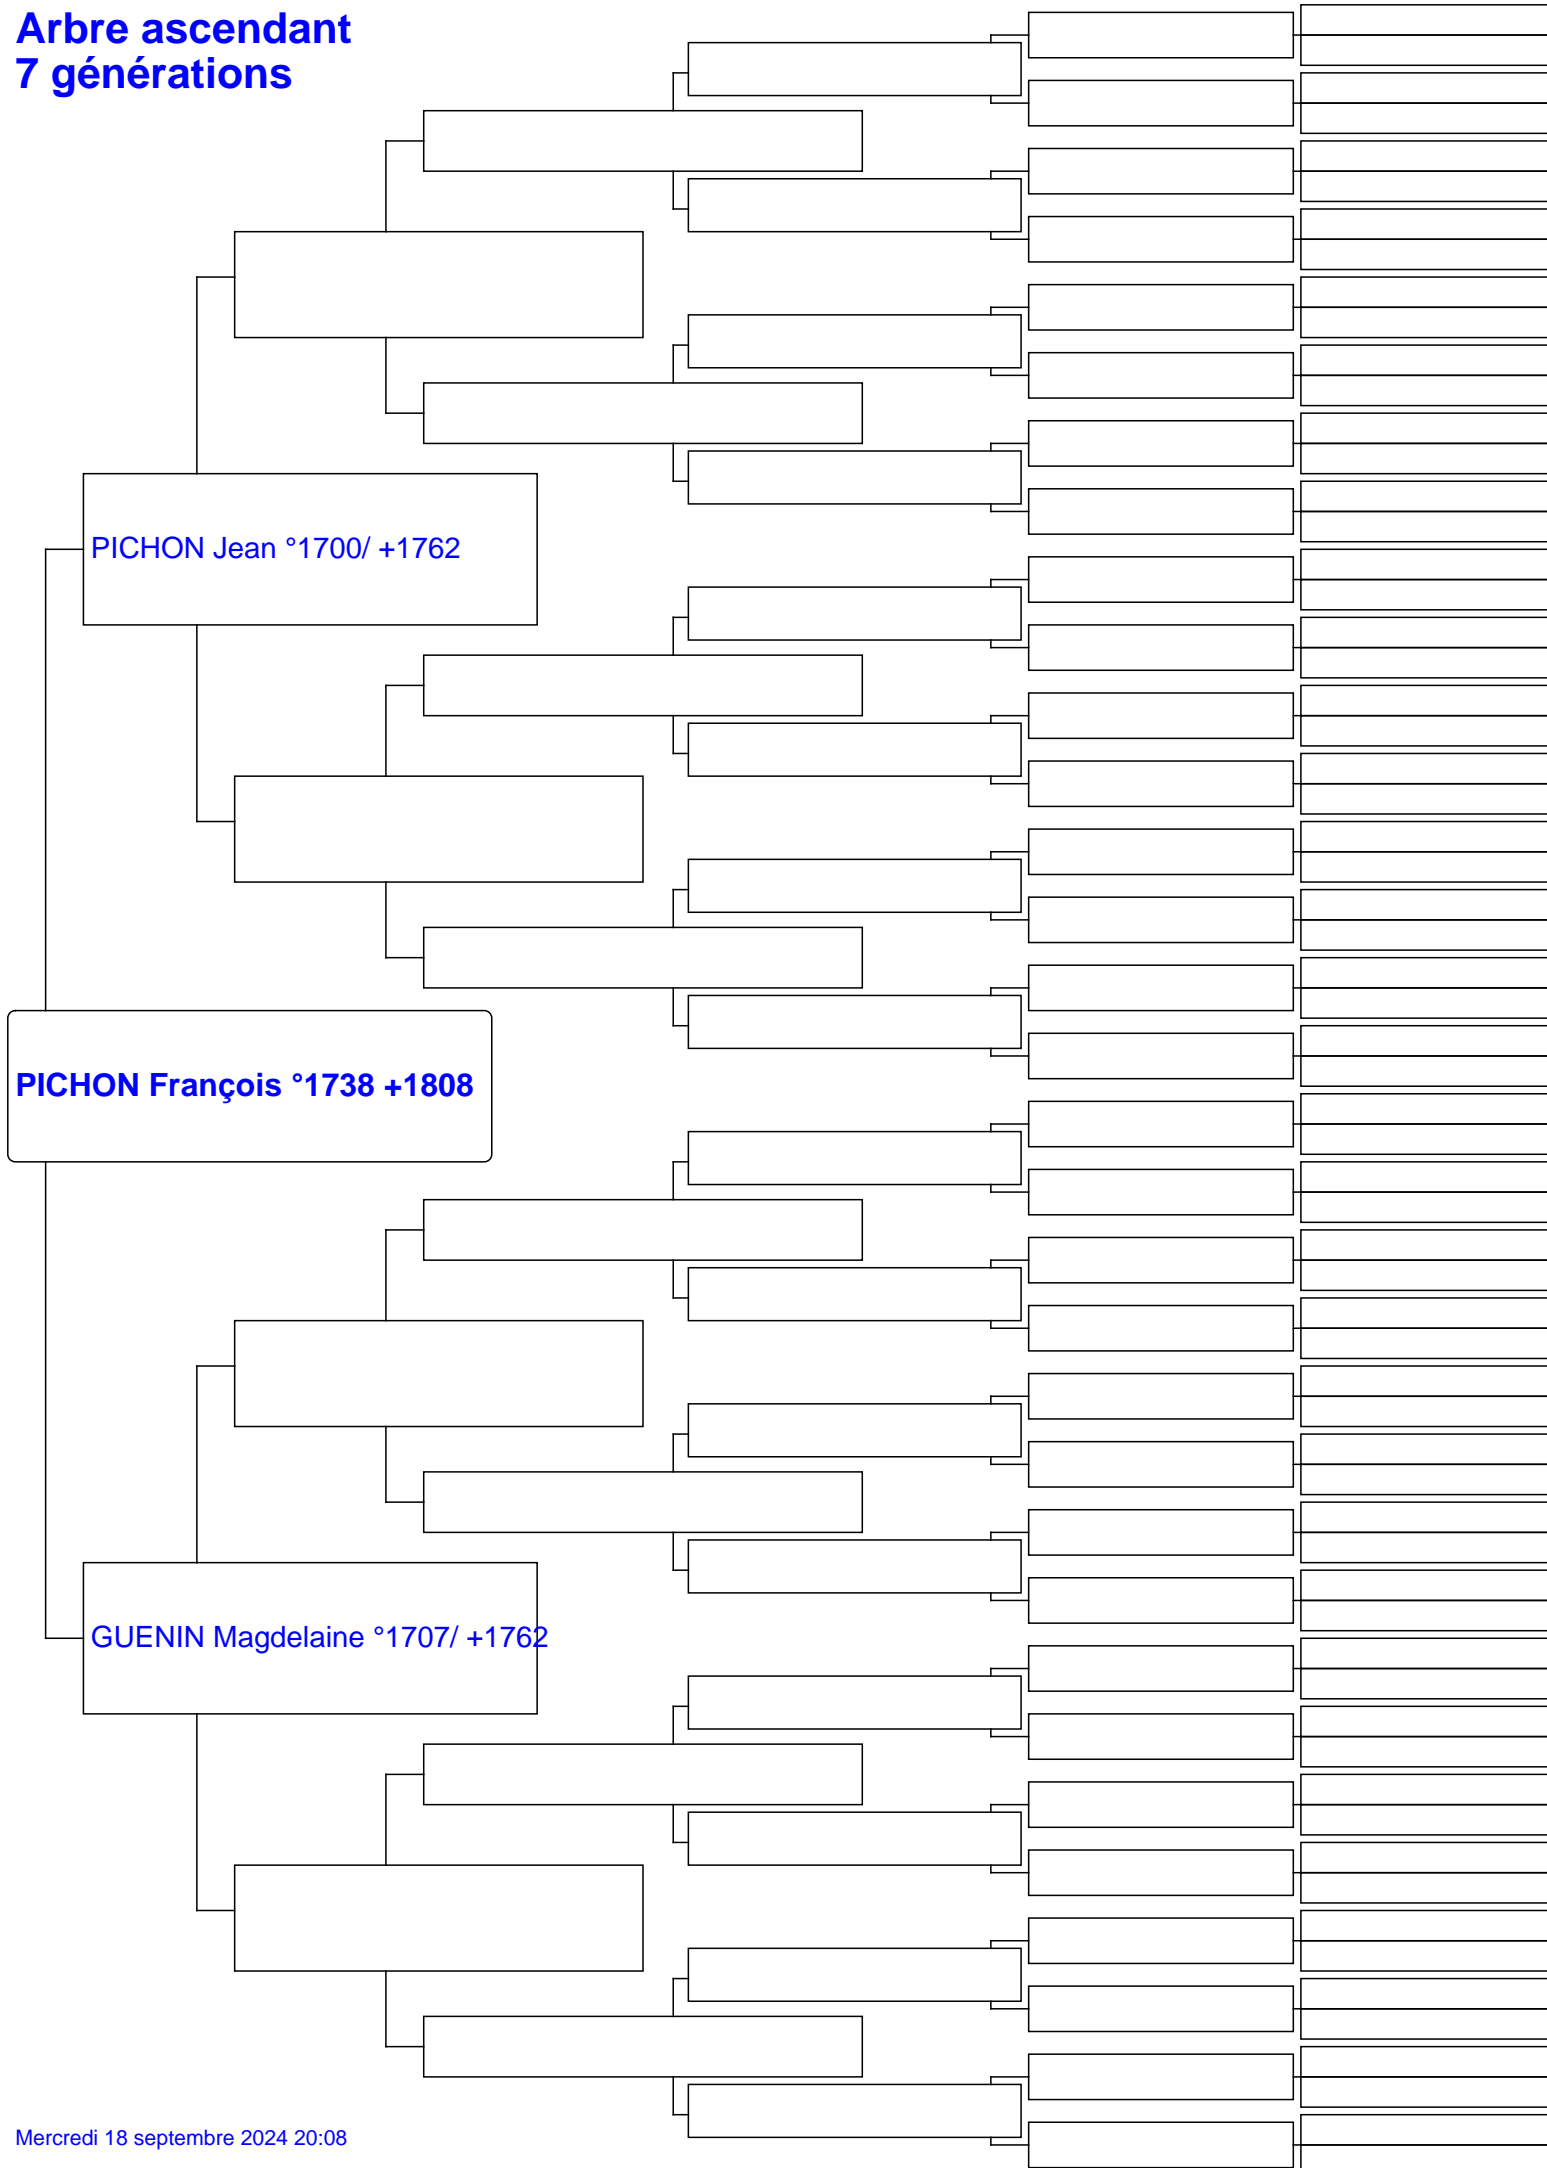 Arbre ascendant
7 générations
PICHON Jean °1700/ +1762
PICHON François °1738 +1808
GUENIN Magdelaine °1707/ +1762
Mercredi 18 septembre 2024 20:08